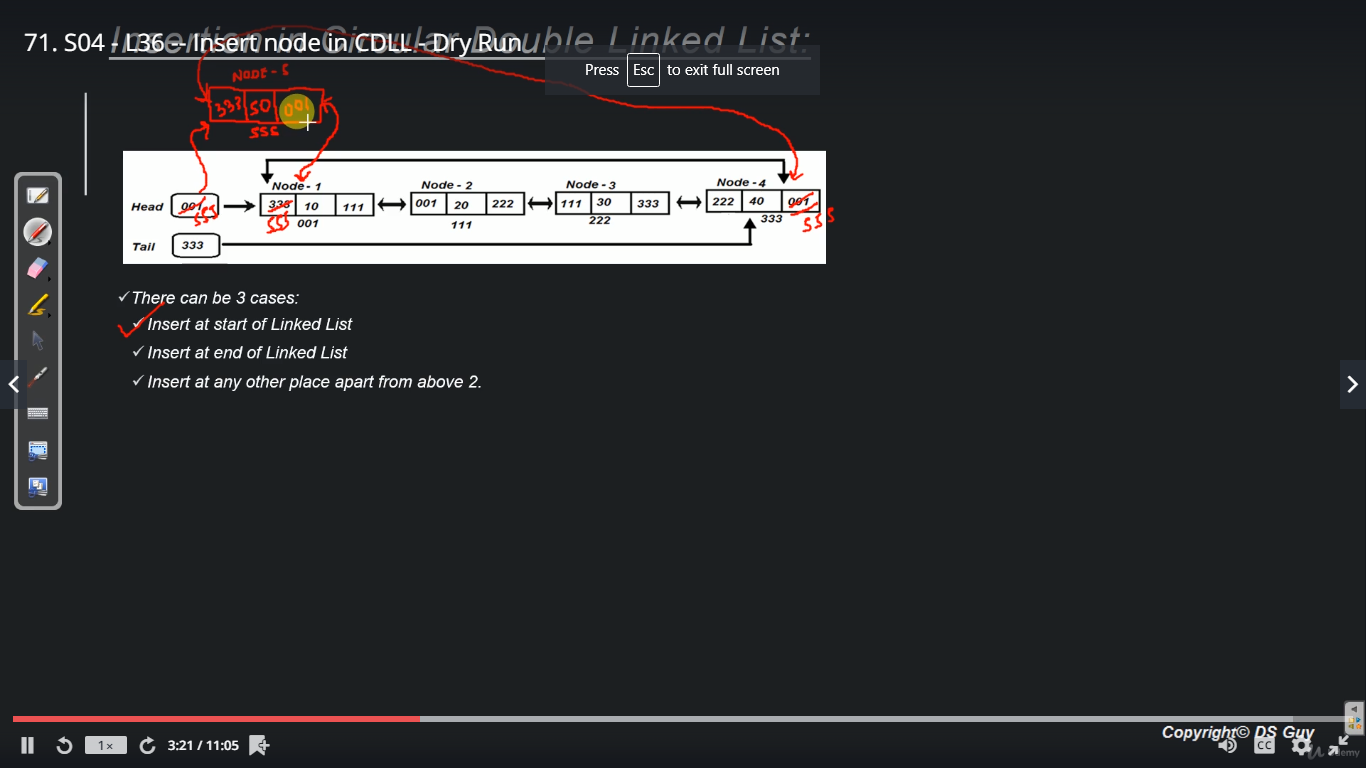 Insertion in Circular Double Linked List:
71. S04 - L36 -- Insert node in CDLL - Dry Run
Press Esc to exit full screen
NODE - 5
333 50 001
555
Node - 1 Node - 2 Node - 3 Node - 4
Head 001 333 10 111 001 20 222 111 30 333 222 40 001
555 555 001 111 222 333 555
Tail 333
✓There can be 3 cases:
✓Insert at start of Linked List
✓Insert at end of Linked List
✓Insert at any other place apart from above 2.
Copyright© DS Guy
1× 3:21 / 11:05 CC
Udemy